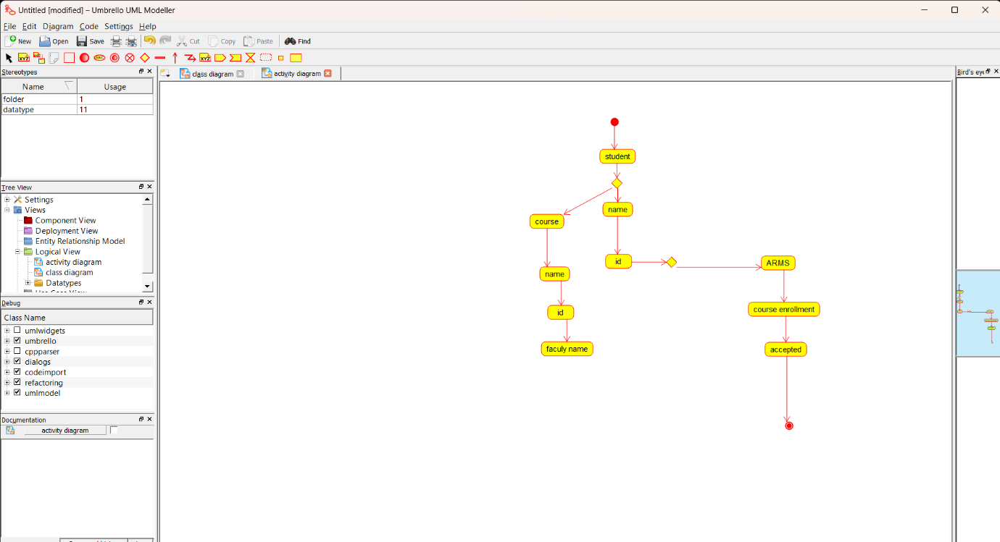 Untitled [modified] – Umbrello UML Modeller
File Edit Diagram Code Settings Help
New Open Save Cut Copy Paste Find
XYZ ABC XYZ
Stereotypes
Name Usage
folder 1
datatype 11
Tree View
Settings
Views
Component View
Deployment View
Entity Relationship Model
Logical View
activity diagram
class diagram
Datatypes
Debug
Class Name
umlwidgets
umbrello
cppparser
dialogs
codeimport
refactoring
umlmodel
Documentation
activity diagram
class diagram activity diagram
student
name
course
id
ARMS
name
course enrollment
id
faculy name
accepted
Bird's eye